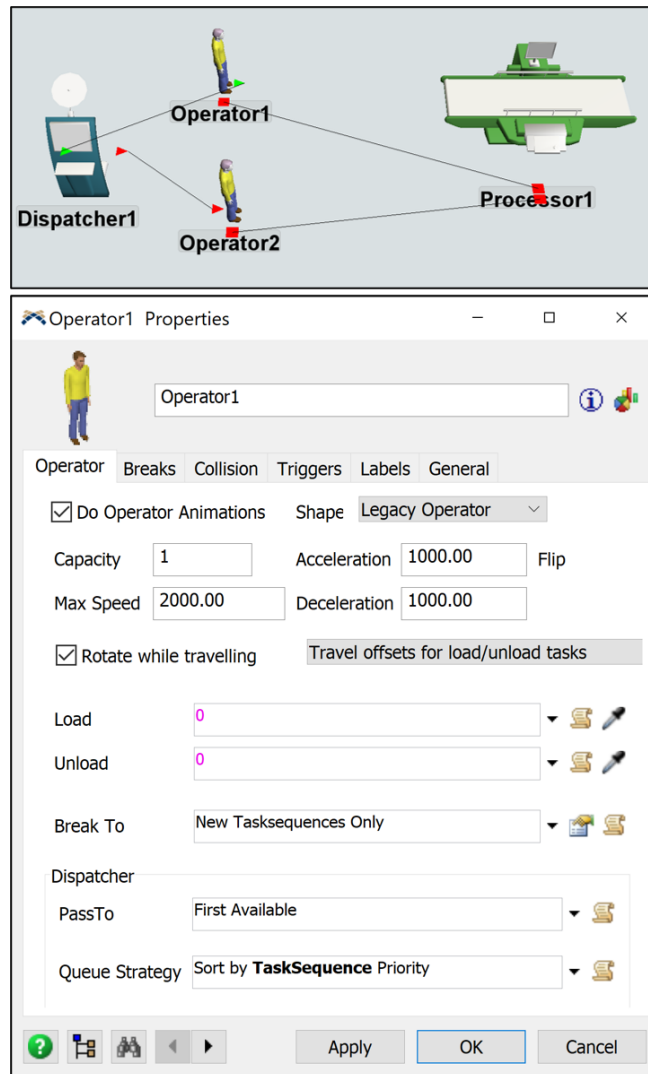 Operator1
Dispatcher1
Processor1
Operator2
Operator1 Properties
Operator1
Operator Breaks Collision Triggers Labels General
Do Operator Animations Shape Legacy Operator
Capacity 1 Acceleration 1000.00 Flip
Max Speed 2000.00 Deceleration 1000.00
Rotate while travelling Travel offsets for load/unload tasks
Load 0
Unload 0
Break To New Tasksequences Only
Dispatcher
PassTo First Available
Queue Strategy Sort by TaskSequence Priority
Apply OK Cancel